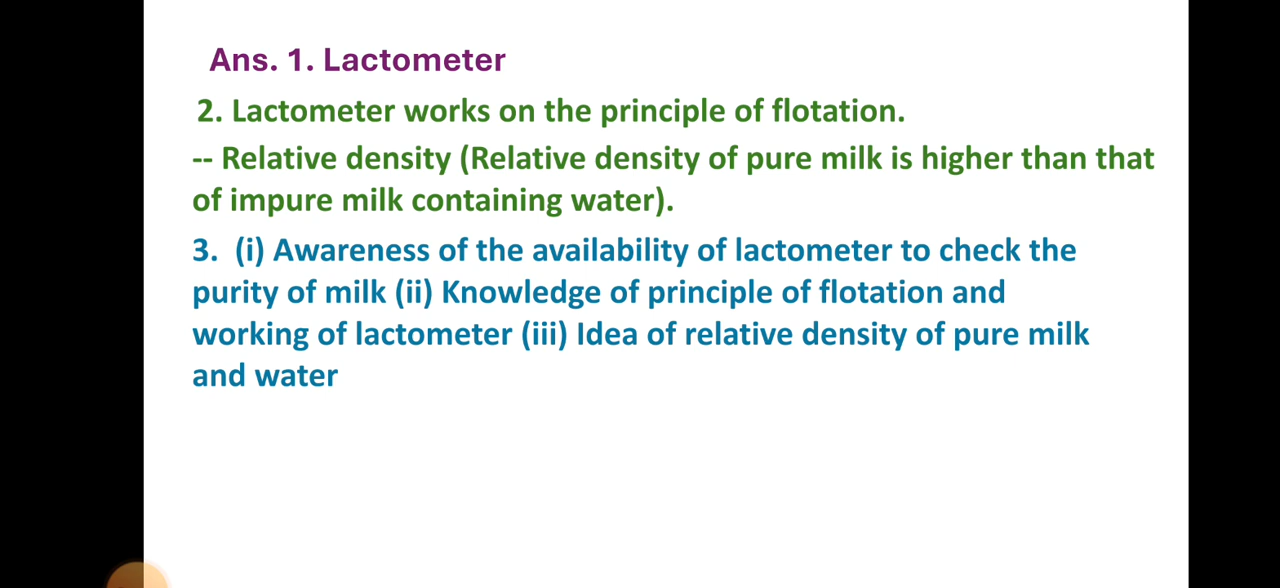 Ans. 1. Lactometer
2. Lactometer works on the principle of flotation.
-- Relative density (Relative density of pure milk is higher than that
of impure milk containing water).
3.  (i) Awareness of the availability of lactometer to check the
purity of milk (ii) Knowledge of principle of flotation and
working of lactometer (iii) Idea of relative density of pure milk
and water